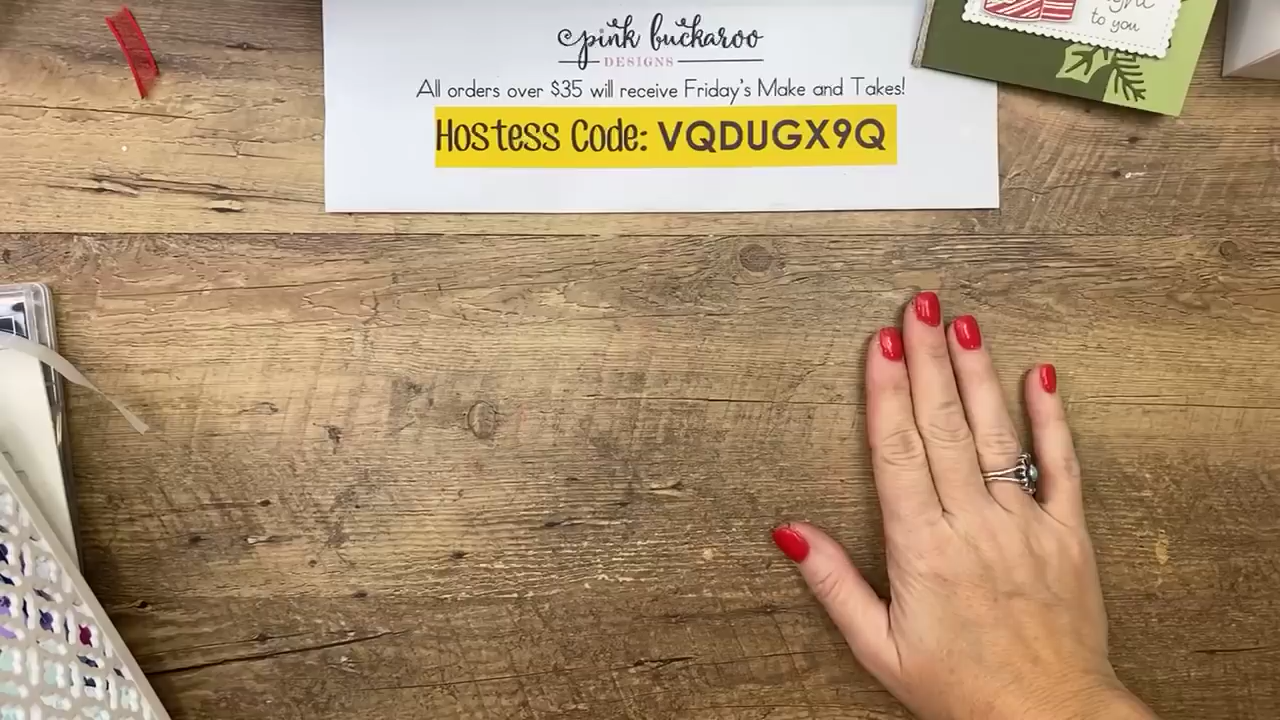 pink buckaroo
DESIGNS
All orders over $35 will receive Friday's Make and Takes!
Hostess Code: VQDUGX9Q
to you